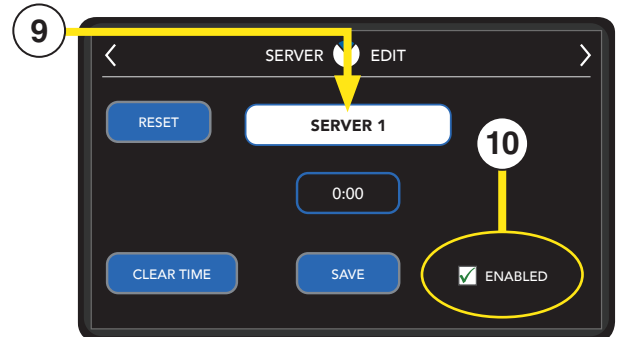 9
SERVER EDIT
RESET
SERVER 1
10
0:00
CLEAR TIME
SAVE
ENABLED